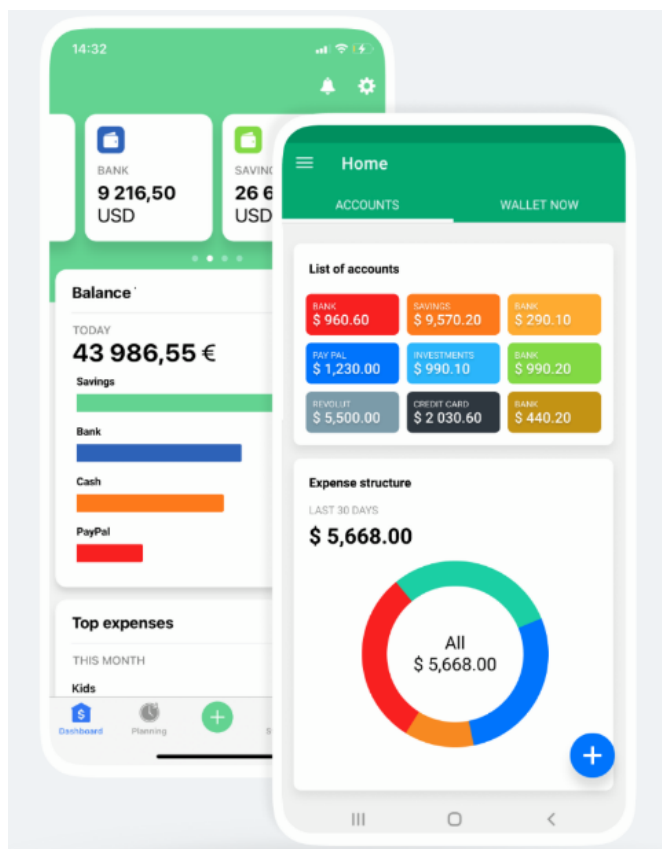 14:32
BANK
9 216,50
USD
SAVING
26 6
USD
Balance
TODAY
43 986,55 €
Savings
Bank
Cash
PayPal
Top expenses
THIS MONTH
Kids
Dashboard
Planning
Home
ACCOUNTS WALLET NOW
List of accounts
BANK SAVINGS BANK
$ 960.60 $ 9,570.20 $ 290.10
PAY PAL INVESTMENTS BANK
$ 1,230.00 $ 990.10 $ 990.20
REVOLUT CREDIT CARD BANK
$ 5,500.00 $ 2 030.60 $ 440.20
Expense structure
LAST 30 DAYS
$ 5,668.00
All
$ 5,668.00